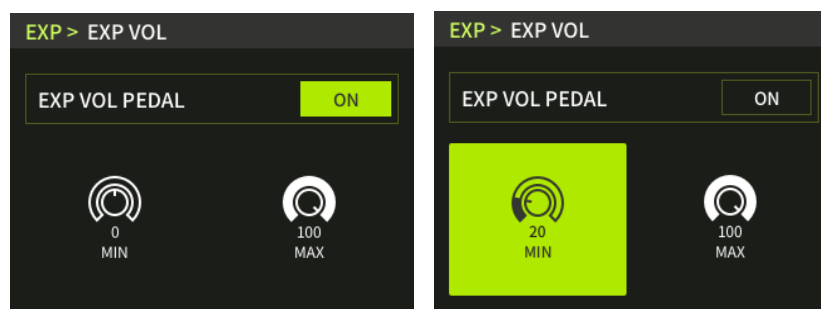 EXP > EXP VOL
EXP VOL PEDAL ON
0 100
MIN MAX
EXP > EXP VOL
EXP VOL PEDAL ON
20 100
MIN MAX